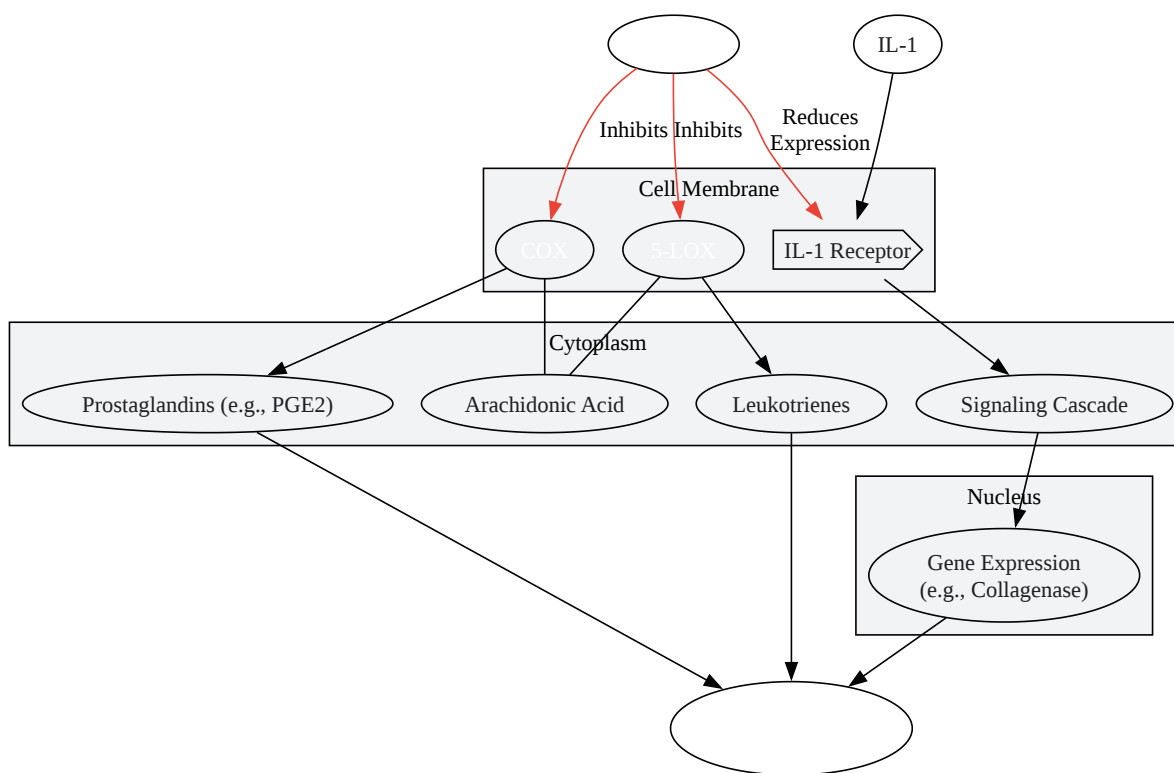 IL-1
Inhibits
Inhibits
Reduces
Expression
Cell Membrane
COX
5-LOX
IL-1 Receptor
Cytoplasm
Prostaglandins (e.g., PGE2)
Arachidonic Acid
Leukotrienes
Signaling Cascade
Nucleus
Gene Expression
(e.g., Collagenase)